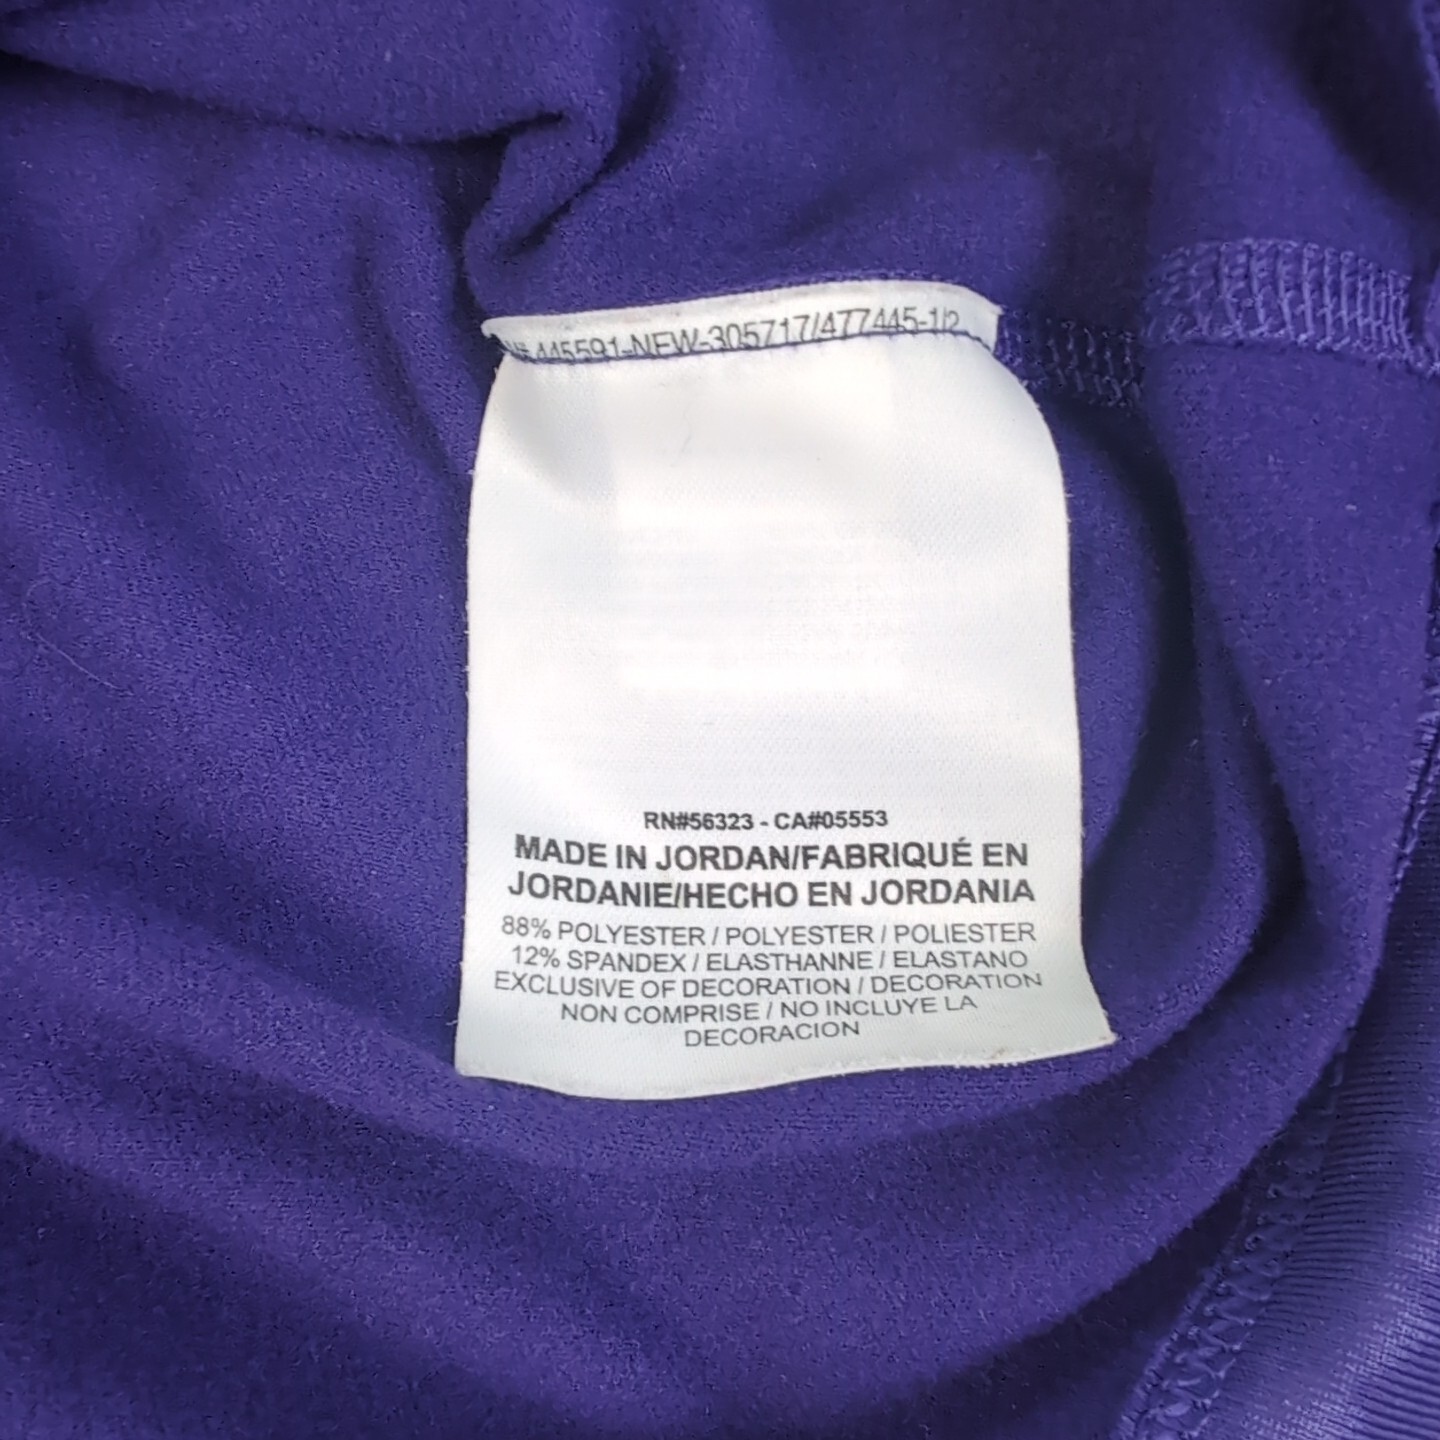 445591-NEW-305717/477445-1/2
RN#56323 - CA#05553
MADE IN JORDAN/FABRIQUÉ EN
JORDANIE/HECHO EN JORDANIA
88% POLYESTER / POLYESTER / POLIESTER
12% SPANDEX / ELASTHANNE / ELASTANO
EXCLUSIVE OF DECORATION / DECORATION
NON COMPRISE / NO INCLUYE LA
DECORACION